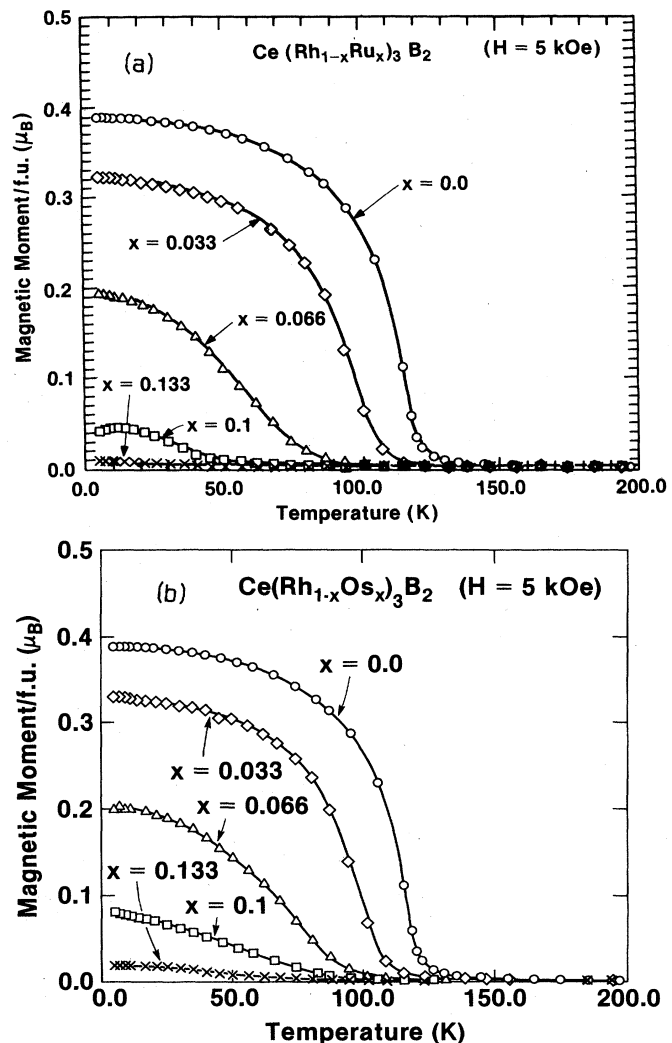 (a) Ce (Rh₁₋ₓRuₓ)₃ B₂ (H = 5 kOe)
Magnetic Moment/f.u. (μB)
0.5
0.4
0.3
0.2
0.1
0.0
x = 0.0
x = 0.033
x = 0.066
x = 0.133
x = 0.1
0.0 50.0 100.0 150.0 200.0
Temperature (K)
(b) Ce(Rh₁₋ₓOsₓ)₃B₂ (H = 5 kOe)
Magnetic Moment/f.u. (μB)
0.5
0.4
0.3
0.2
0.1
0.0
x = 0.0
x = 0.033
x = 0.066
x = 0.133
x = 0.1
0.0 50.0 100.0 150.0 200.0
Temperature (K)